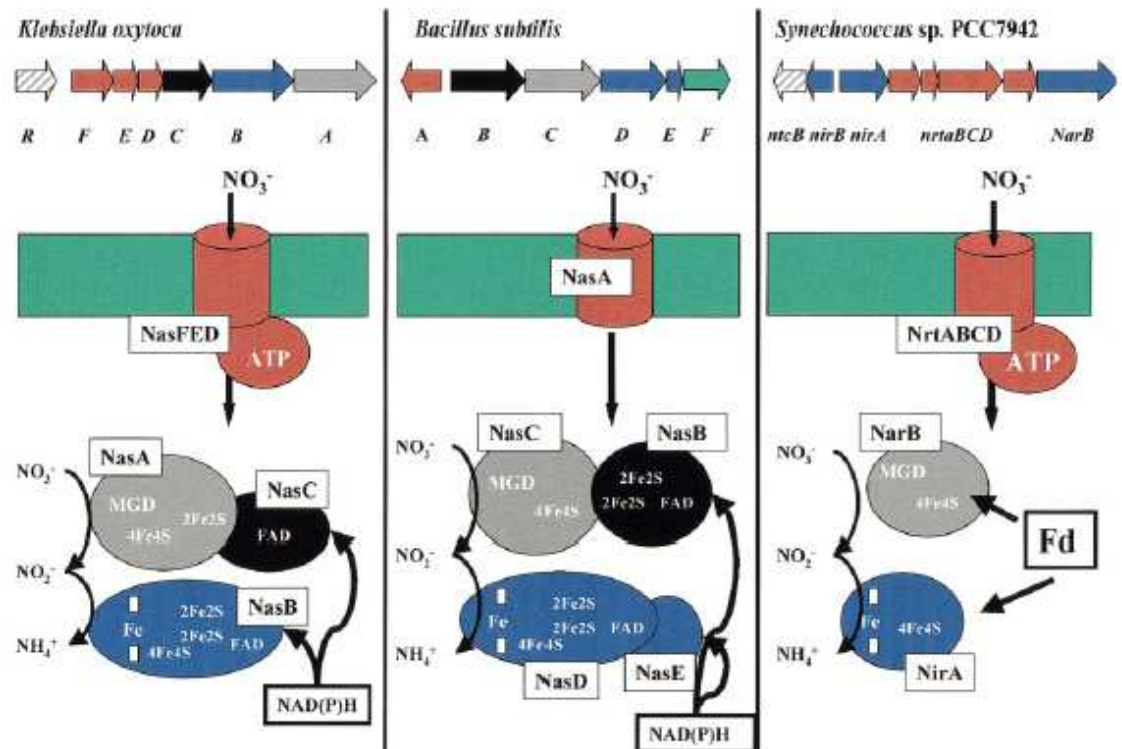 Klebsiella oxytoca
R F E D C B A
NO3-
NasFED
ATP
NasA
NO3-
MGD
2Fe2S
4Fe4S
NasC
FAD
NO2-
NasB
2Fe2S
Fe
2Fe2S
FAD
4Fe4S
NH4+
NAD(P)H
Bacillus subtilis
A B C D E F
NO3-
NasA
NasC
NasB
NO3-
MGD
4Fe4S
2Fe2S
2Fe2S FAD
NO2-
2Fe2S
Fe
2Fe2S
FAD
4Fe4S
NH4+
NasD
NasE
NAD(P)H
Synechococcus sp. PCC7942
ntcB nirB nirA nrtaBCD NarB
NO3-
NrtABCD
ATP
NarB
NO3-
MGD
4Fe4S
Fd
NO2-
Fe
4Fe4S
NH4+
NirA